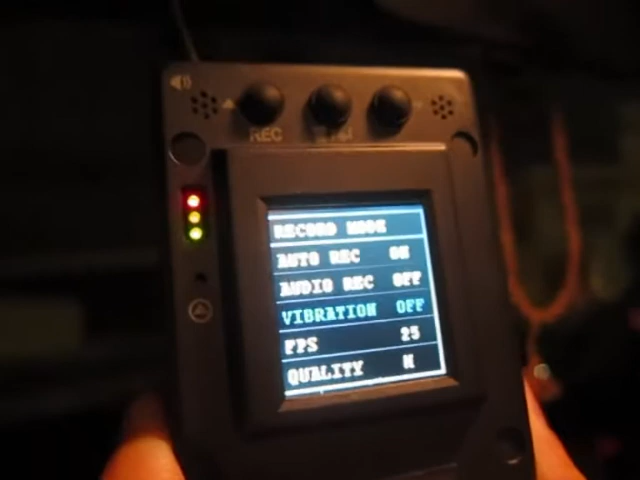 REC
RECORD MODE
AUTO REC ON
AUDIO REC OFF
VIBRATION OFF
FPS 25
QUALITY M